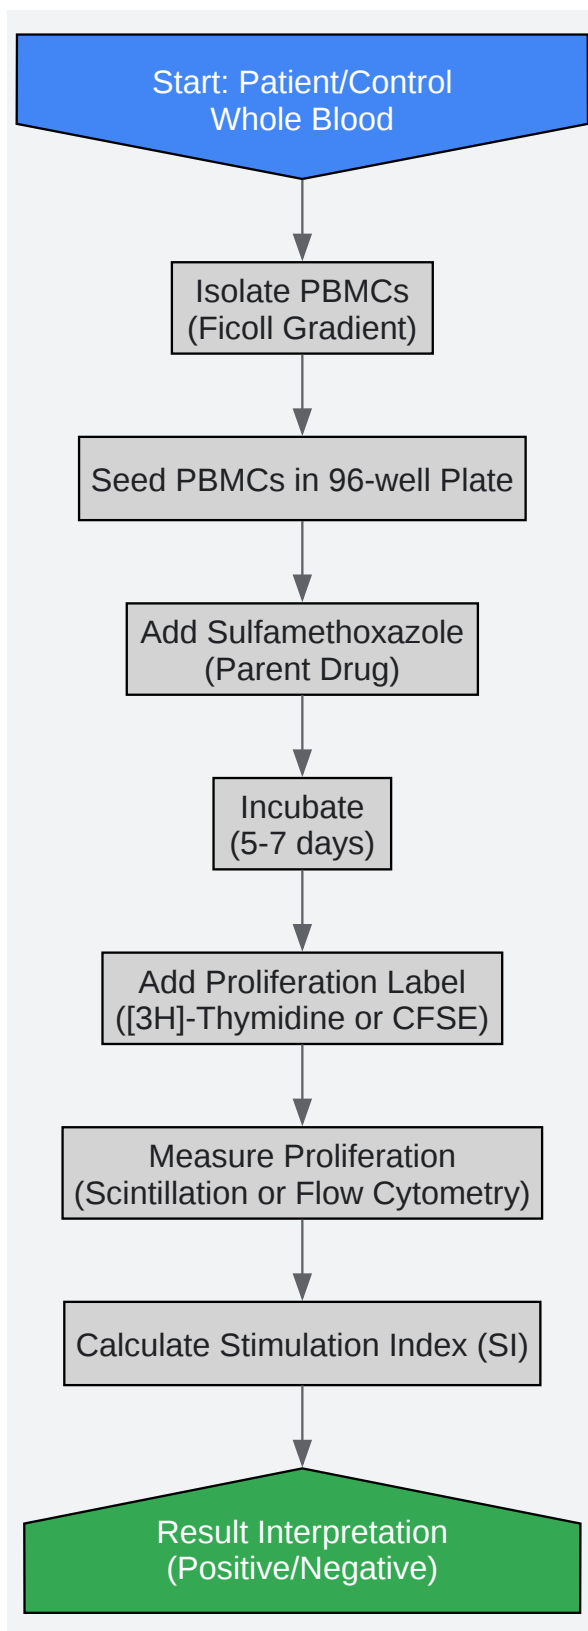 Start: Patient/Control
Whole Blood
Isolate PBMCs
(Ficoll Gradient)
Seed PBMCs in 96-well Plate
Add Sulfamethoxazole
(Parent Drug)
Incubate
(5-7 days)
Add Proliferation Label
([3H]-Thymidine or CFSE)
Measure Proliferation
(Scintillation or Flow Cytometry)
Calculate Stimulation Index (SI)
Result Interpretation
(Positive/Negative)